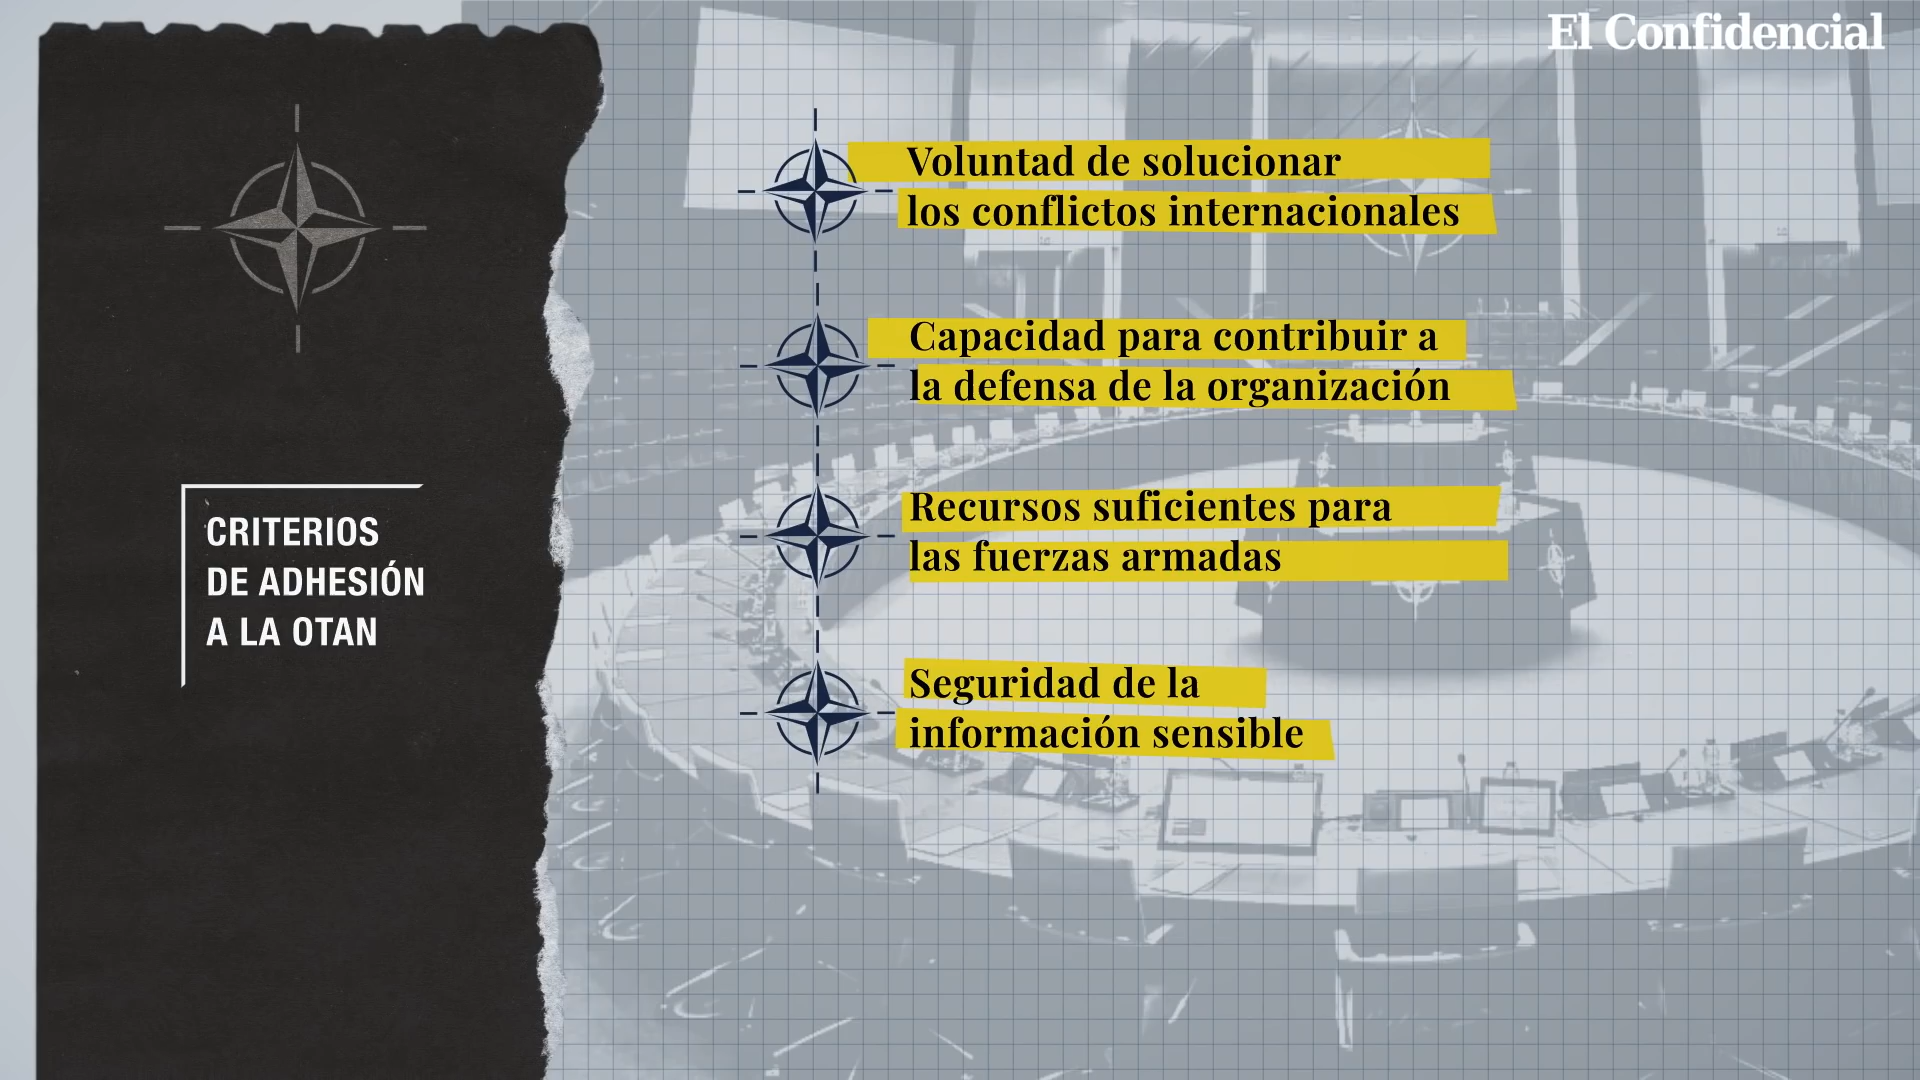 El Confidencial
CRITERIOS
DE ADHESIÓN
A LA OTAN
Voluntad de solucionar
los conflictos internacionales
Capacidad para contribuir a
la defensa de la organización
Recursos suficientes para
las fuerzas armadas
Seguridad de la
información sensible